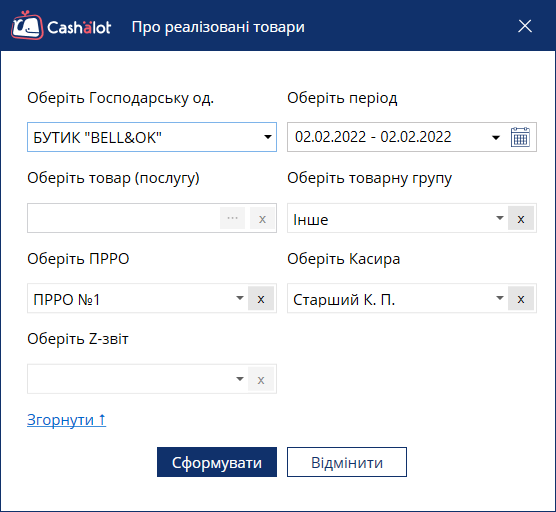 Cashalot Про реалізовані товари
Оберіть Господарську од. Оберіть період
БУТИК "BELL&OK" 02.02.2022 - 02.02.2022
Оберіть товар (послугу) Оберіть товарну групу
... x Інше x
Оберіть ПРРО Оберіть Касира
ПРРО №1 x Старший К. П. x
Оберіть Z-звіт
x
Згорнути ↑
Сформувати Відмінити